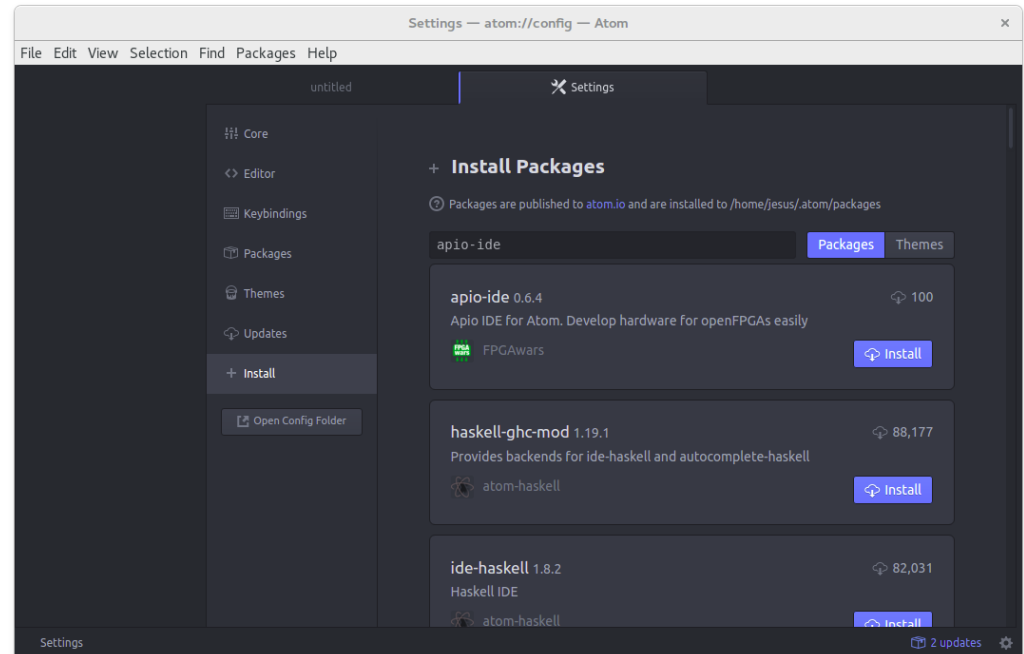 Settings — atom://config — Atom
File Edit View Selection Find Packages Help
untitled
Settings
Core
Editor
Keybindings
Packages
Themes
Updates
Install
Open Config Folder
Install Packages
Packages are published to atom.io and are installed to /home/jesus/.atom/packages
apio-ide
Packages Themes
apio-ide 0.6.4 100
Apio IDE for Atom. Develop hardware for openFPGAs easily
FPGA
wars
FPGAwars
Install
haskell-ghc-mod 1.19.1 88,177
Provides backends for ide-haskell and autocomplete-haskell
atom-haskell
Install
ide-haskell 1.8.2 82,031
Haskell IDE
atom-haskell
Install
Settings
2 updates